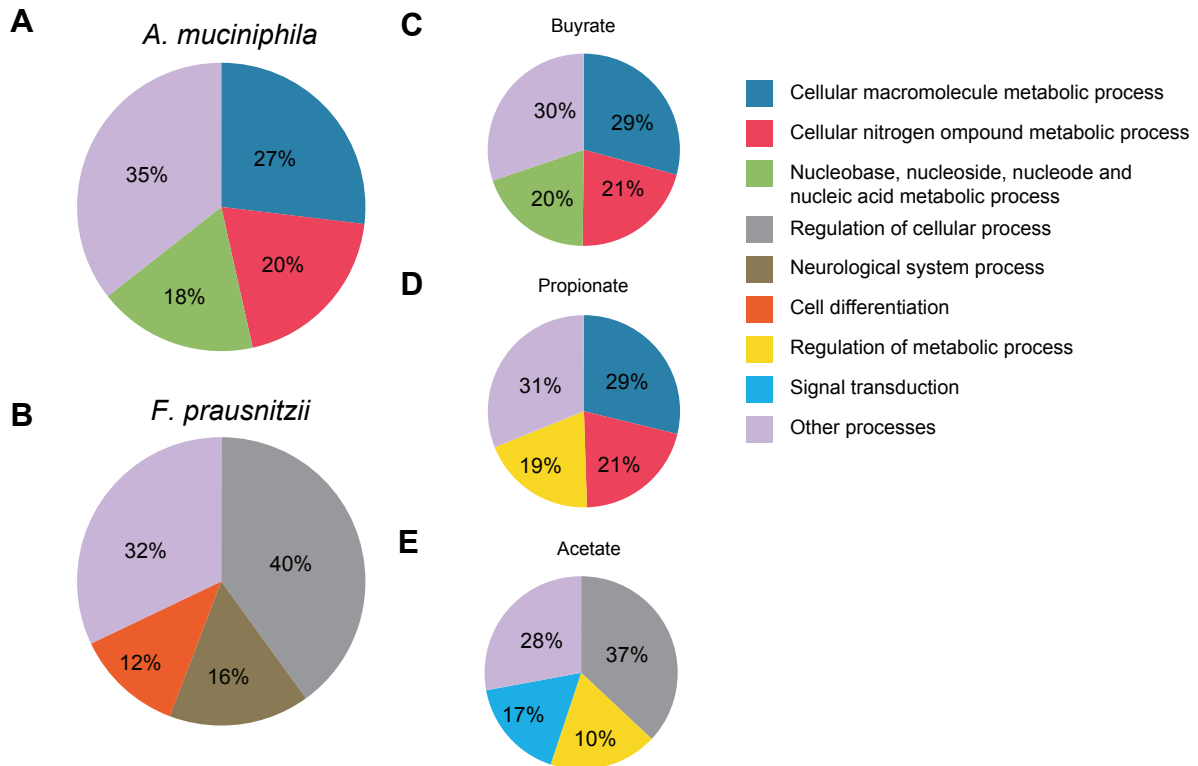 A
A. muciniphila
35%
27%
20%
18%
B
F. prausnitzii
32%
40%
12%
16%
C
Buyrate
30%
29%
20%
21%
D
Propionate
31%
29%
19%
21%
E
Acetate
28%
37%
17%
10%
Cellular macromolecule metabolic process
Cellular nitrogen ompound metabolic process
Nucleobase, nucleoside, nucleode and
nucleic acid metabolic process
Regulation of cellular process
Neurological system process
Cell differentiation
Regulation of metabolic process
Signal transduction
Other processes